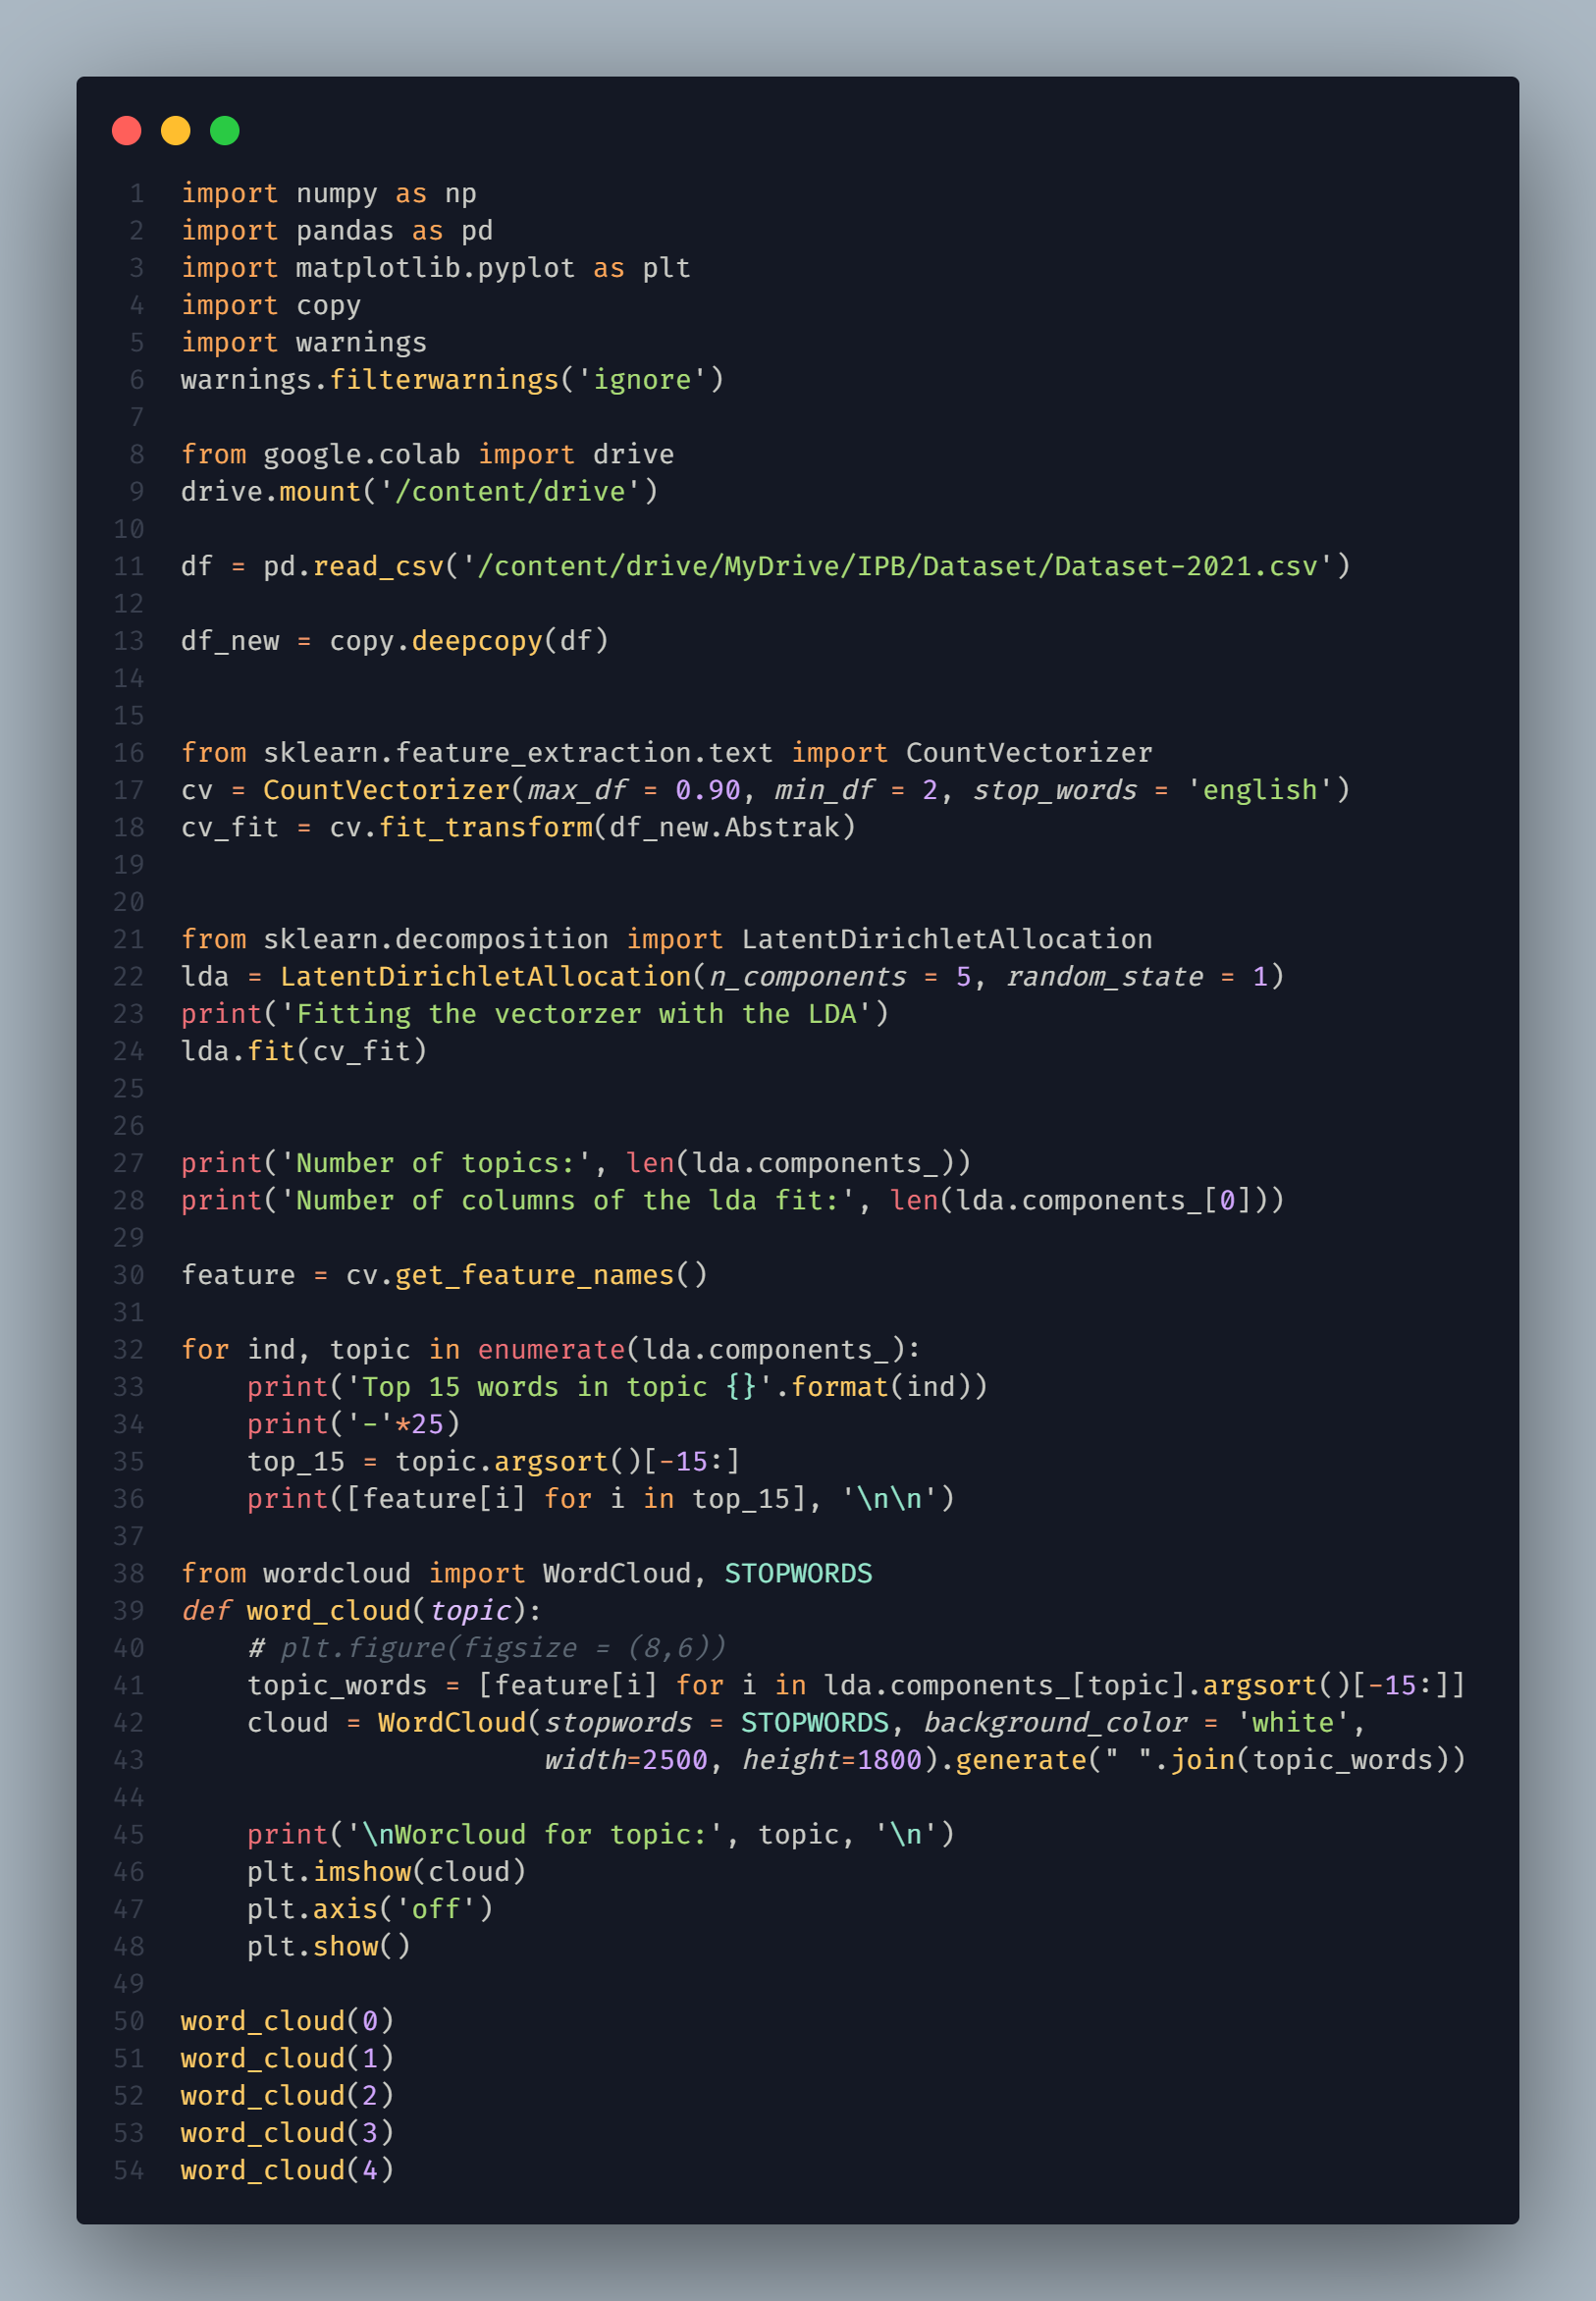 1 import numpy as np
2 import pandas as pd
3 import matplotlib.pyplot as plt
4 import copy
5 import warnings
6 warnings.filterwarnings('ignore')
7
8 from google.colab import drive
9 drive.mount('/content/drive')
10
11 df = pd.read_csv('/content/drive/MyDrive/IPB/Dataset/Dataset-2021.csv')
12
13 df_new = copy.deepcopy(df)
14
15
16 from sklearn.feature_extraction.text import CountVectorizer
17 cv = CountVectorizer(max_df = 0.90, min_df = 2, stop_words = 'english')
18 cv_fit = cv.fit_transform(df_new.Abstrak)
19
20
21 from sklearn.decomposition import LatentDirichletAllocation
22 lda = LatentDirichletAllocation(n_components = 5, random_state = 1)
23 print('Fitting the vectorzer with the LDA')
24 lda.fit(cv_fit)
25
26
27 print('Number of topics:', len(lda.components_))
28 print('Number of columns of the lda fit:', len(lda.components_[0]))
29
30 feature = cv.get_feature_names()
31
32 for ind, topic in enumerate(lda.components_):
33     print('Top 15 words in topic {}'.format(ind))
34     print('-'*25)
35     top_15 = topic.argsort()[-15:]
36     print([feature[i] for i in top_15], '\n\n')
37
38 from wordcloud import WordCloud, STOPWORDS
39 def word_cloud(topic):
40     # plt.figure(figsize = (8,6))
41     topic_words = [feature[i] for i in lda.components_[topic].argsort()[-15:]]
42     cloud = WordCloud(stopwords = STOPWORDS, background_color = 'white',
43                       width=2500, height=1800).generate(" ".join(topic_words))
44
45     print('\nWorcloud for topic:', topic, '\n')
46     plt.imshow(cloud)
47     plt.axis('off')
48     plt.show()
49
50 word_cloud(0)
51 word_cloud(1)
52 word_cloud(2)
53 word_cloud(3)
54 word_cloud(4)